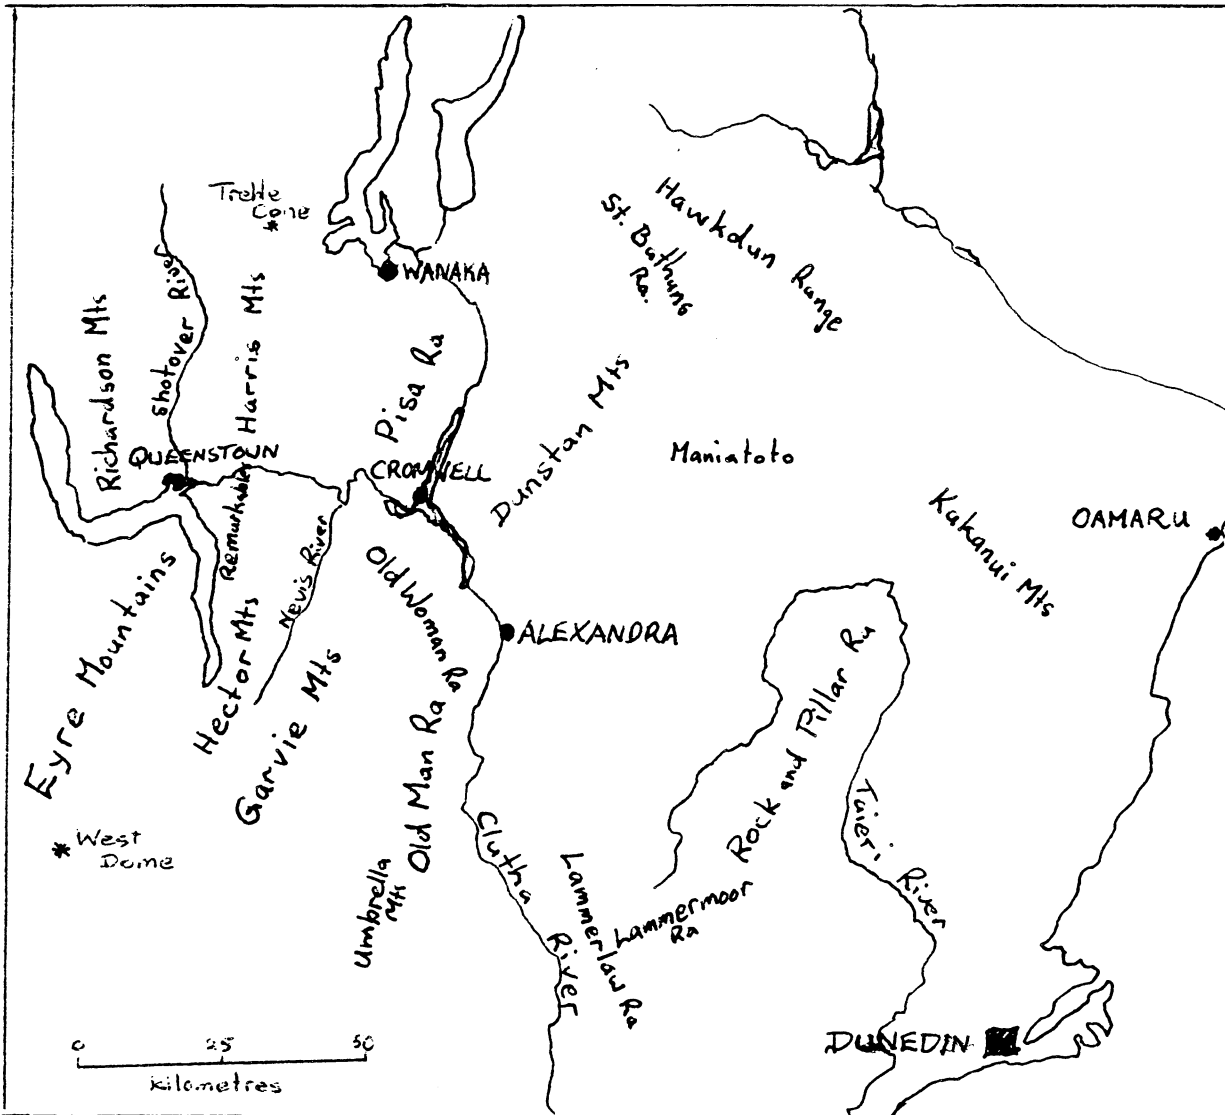 Treble
Cone
WANAKA
Hawkdun Range
St. Bathans
Ra.
Richardson Mts
Shotover River
Harris Mts
Pisa Ra
Dunstan Mts
Maniatoto
QUEENSTOWN
CROMWELL
Remarkables
Nevis River
Kakanui Mts
OAMARU
Eyre Mountains
Hector Mts
Garvie Mts
Old Woman Ra
Old Man Ra
ALEXANDRA
Rock and Pillar Ra
Taieri River
West
Dome
Umbrella
Mts
Clutha River
Lammerlaw Ra
Lammermoor
Ra
DUNEDIN
0 25 50
kilometres